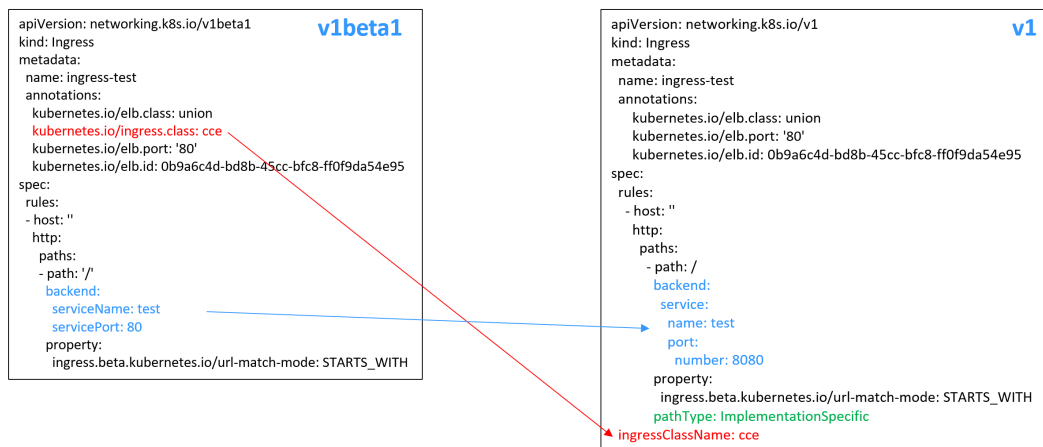 v1beta1
apiVersion: networking.k8s.io/v1beta1
kind: Ingress
metadata:
name: ingress-test
annotations:
kubernetes.io/elb.class: union
kubernetes.io/ingress.class: cce
kubernetes.io/elb.port: '80'
kubernetes.io/elb.id: 0b9a6c4d-bd8b-45cc-bfc8-ff0f9da54e95
spec:
rules:
- host: ''
http:
paths:
- path: '/'
backend:
serviceName: test
servicePort: 80
property:
ingress.beta.kubernetes.io/url-match-mode: STARTS_WITH
v1
apiVersion: networking.k8s.io/v1
kind: Ingress
metadata:
name: ingress-test
annotations:
kubernetes.io/elb.class: union
kubernetes.io/elb.port: '80'
kubernetes.io/elb.id: 0b9a6c4d-bd8b-45cc-bfc8-ff0f9da54e95
spec:
rules:
- host: ''
http:
paths:
- path: /
backend:
service:
name: test
port:
number: 8080
property:
ingress.beta.kubernetes.io/url-match-mode: STARTS_WITH
pathType: ImplementationSpecific
ingressClassName: cce